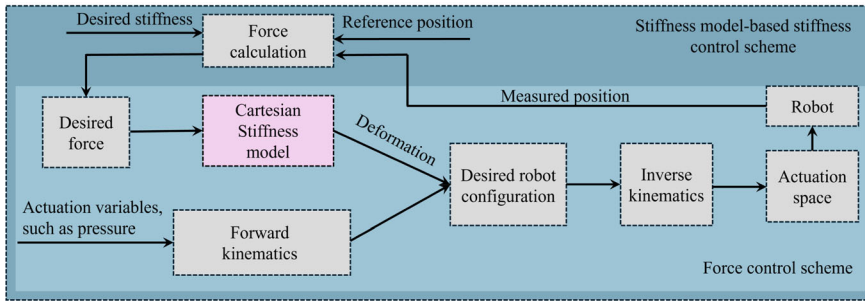 Desired stiffness
Force
calculation
Reference position
Stiffness model-based stiffness
control scheme
Measured position
Robot
Desired
force
Cartesian
Stiffness
model
Deformation
Desired robot
configuration
Inverse
kinematics
Actuation
space
Actuation variables,
such as pressure
Forward
kinematics
Force control scheme